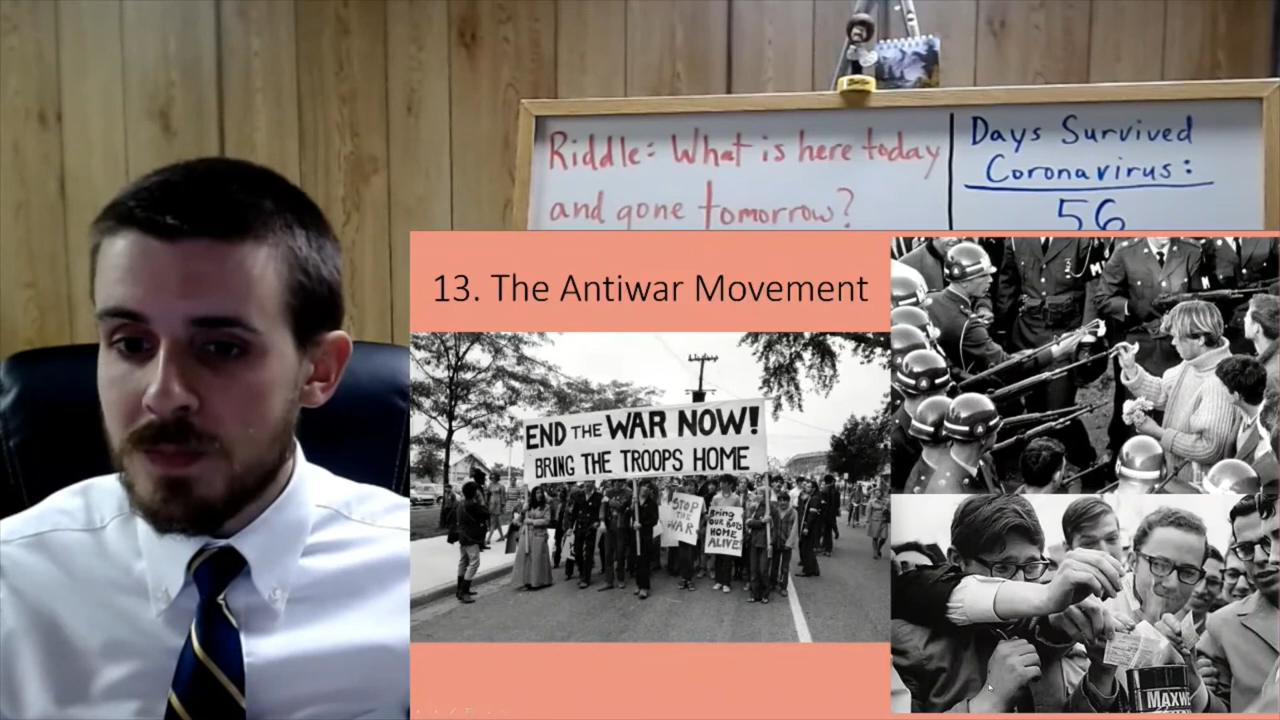 Riddle: What is here today
and gone tomorrow?
Days Survived
Coronavirus:
56
13. The Antiwar Movement
END THE WAR NOW!
BRING THE TROOPS HOME
STOP
THE
WAR
Bring
OUR BOYS
HOME
ALIVE!